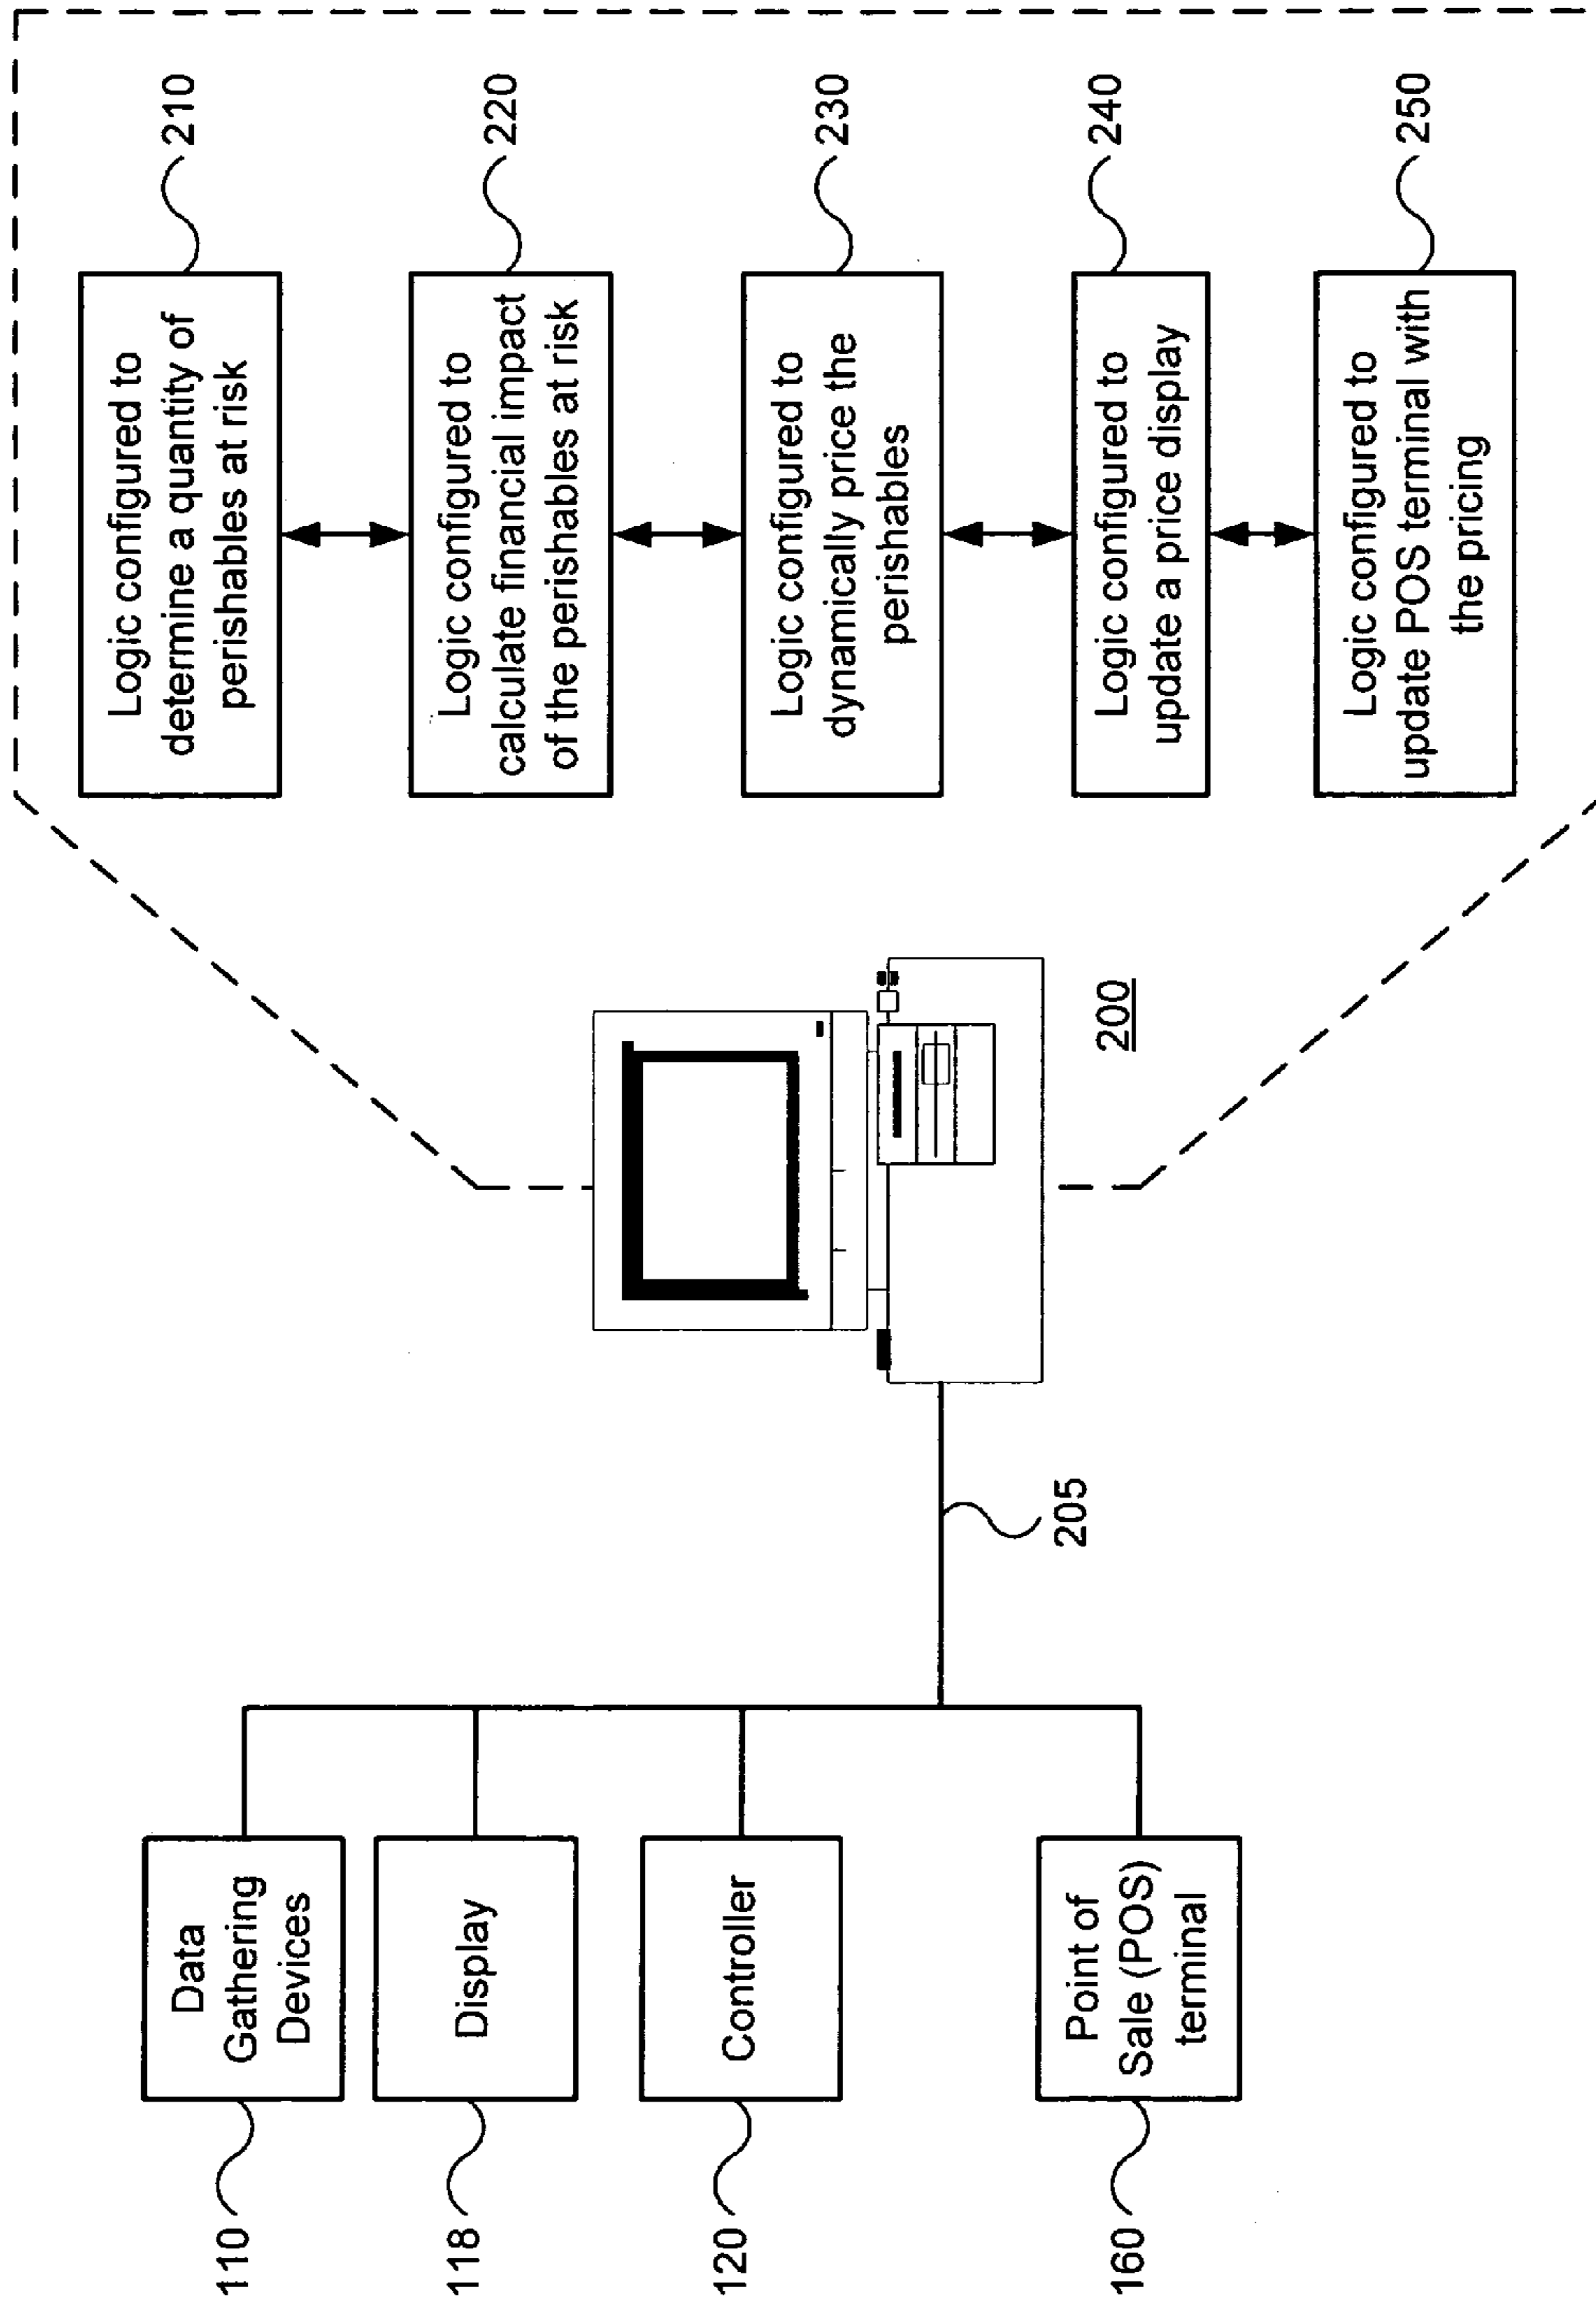 110
Data
Gathering
Devices
118
Display
120
Controller
160
Point of
Sale (POS)
terminal
205
200
Logic configured to
determine a quantity of
perishables at risk
210
Logic configured to
calculate financial impact
of the perishables at risk
220
Logic configured to
dynamically price the
perishables
230
Logic configured to
update a price display
240
Logic configured to
update POS terminal with
the pricing
250